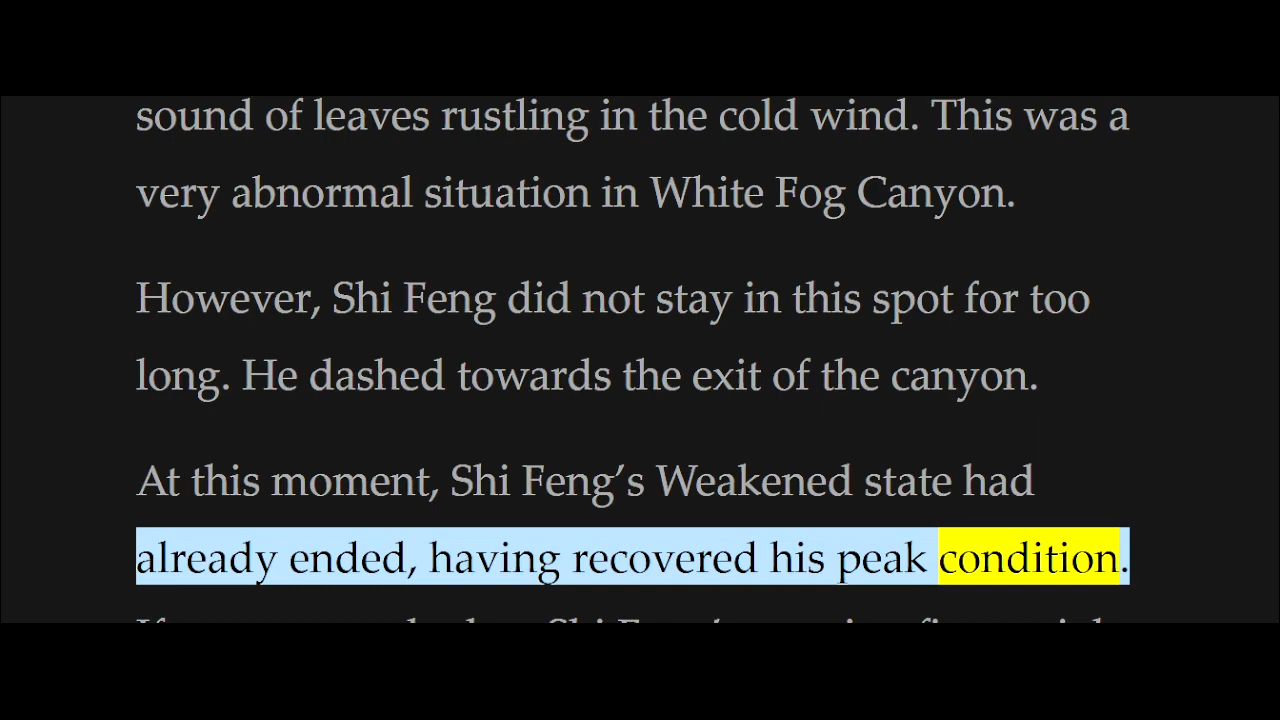 sound of leaves rustling in the cold wind. This was a
very abnormal situation in White Fog Canyon.
However, Shi Feng did not stay in this spot for too
long. He dashed towards the exit of the canyon.
At this moment, Shi Feng’s Weakened state had
already ended, having recovered his peak condition.
Shi Feng’s